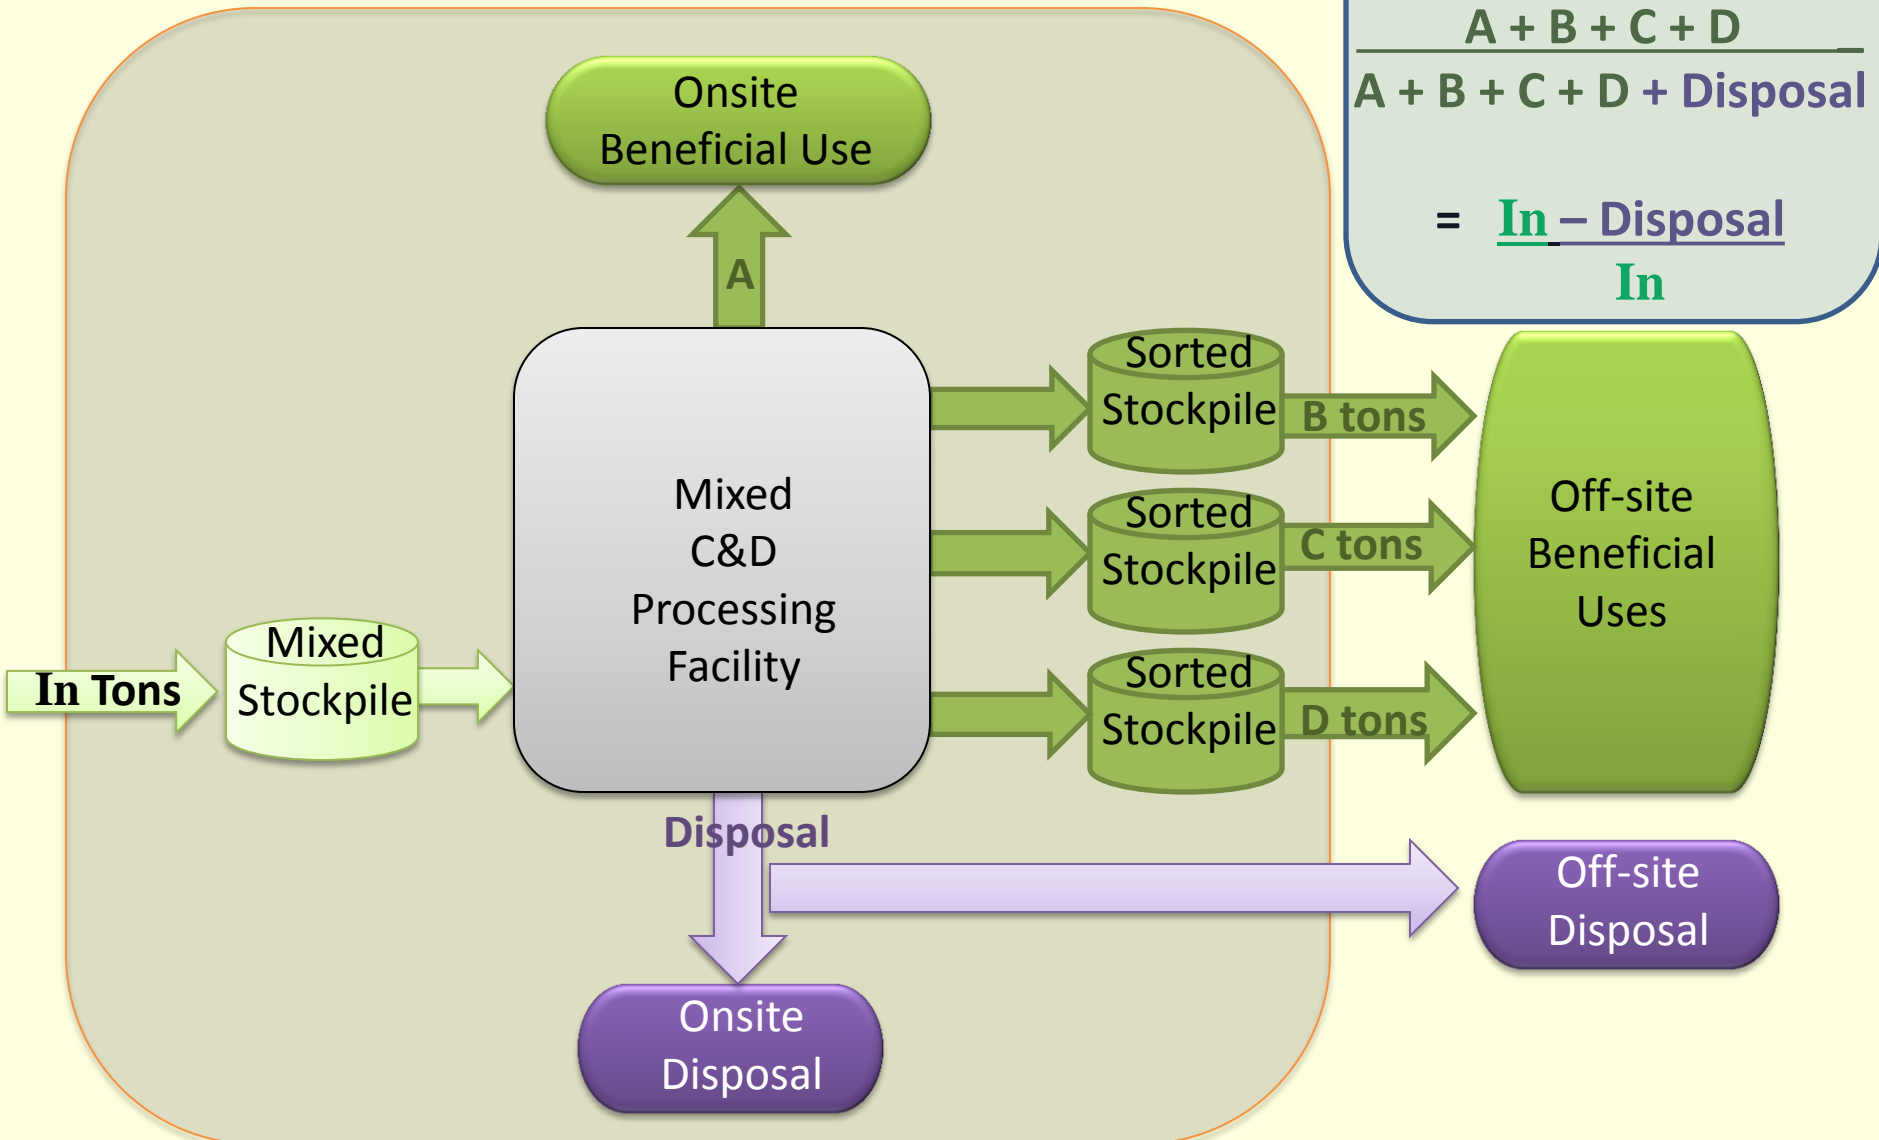 A + B + C + D
A + B + C + D + Disposal
= In – Disposal
In
Onsite
Beneficial Use
A
Sorted
Stockpile
B tons
Sorted
Stockpile
C tons
Sorted
Stockpile
D tons
Off-site
Beneficial
Uses
Mixed
C&D
Processing
Facility
In Tons
Mixed
Stockpile
Disposal
Off-site
Disposal
Onsite
Disposal